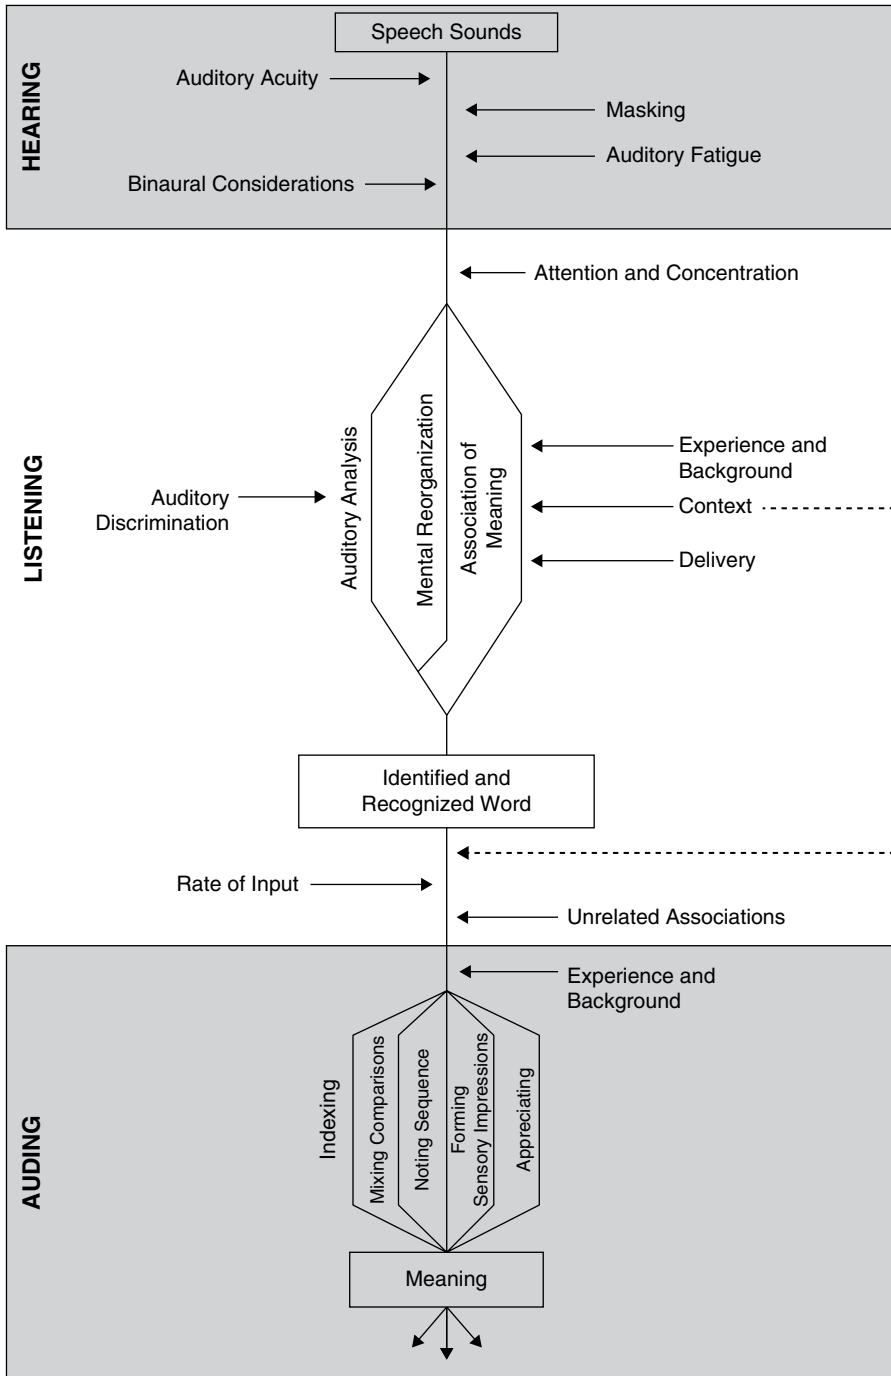 HEARING
Speech Sounds
Auditory Acuity
Masking
Auditory Fatigue
Binaural Considerations
LISTENING
Attention and Concentration
Auditory Analysis
Mental Reorganization
Association of
Meaning
Experience and
Background
Auditory
Discrimination
Context
Delivery
Identified and
Recognized Word
Rate of Input
Unrelated Associations
AUDING
Experience and
Background
Indexing
Mixing Comparisons
Noting Sequence
Forming
Sensory Impressions
Appreciating
Meaning